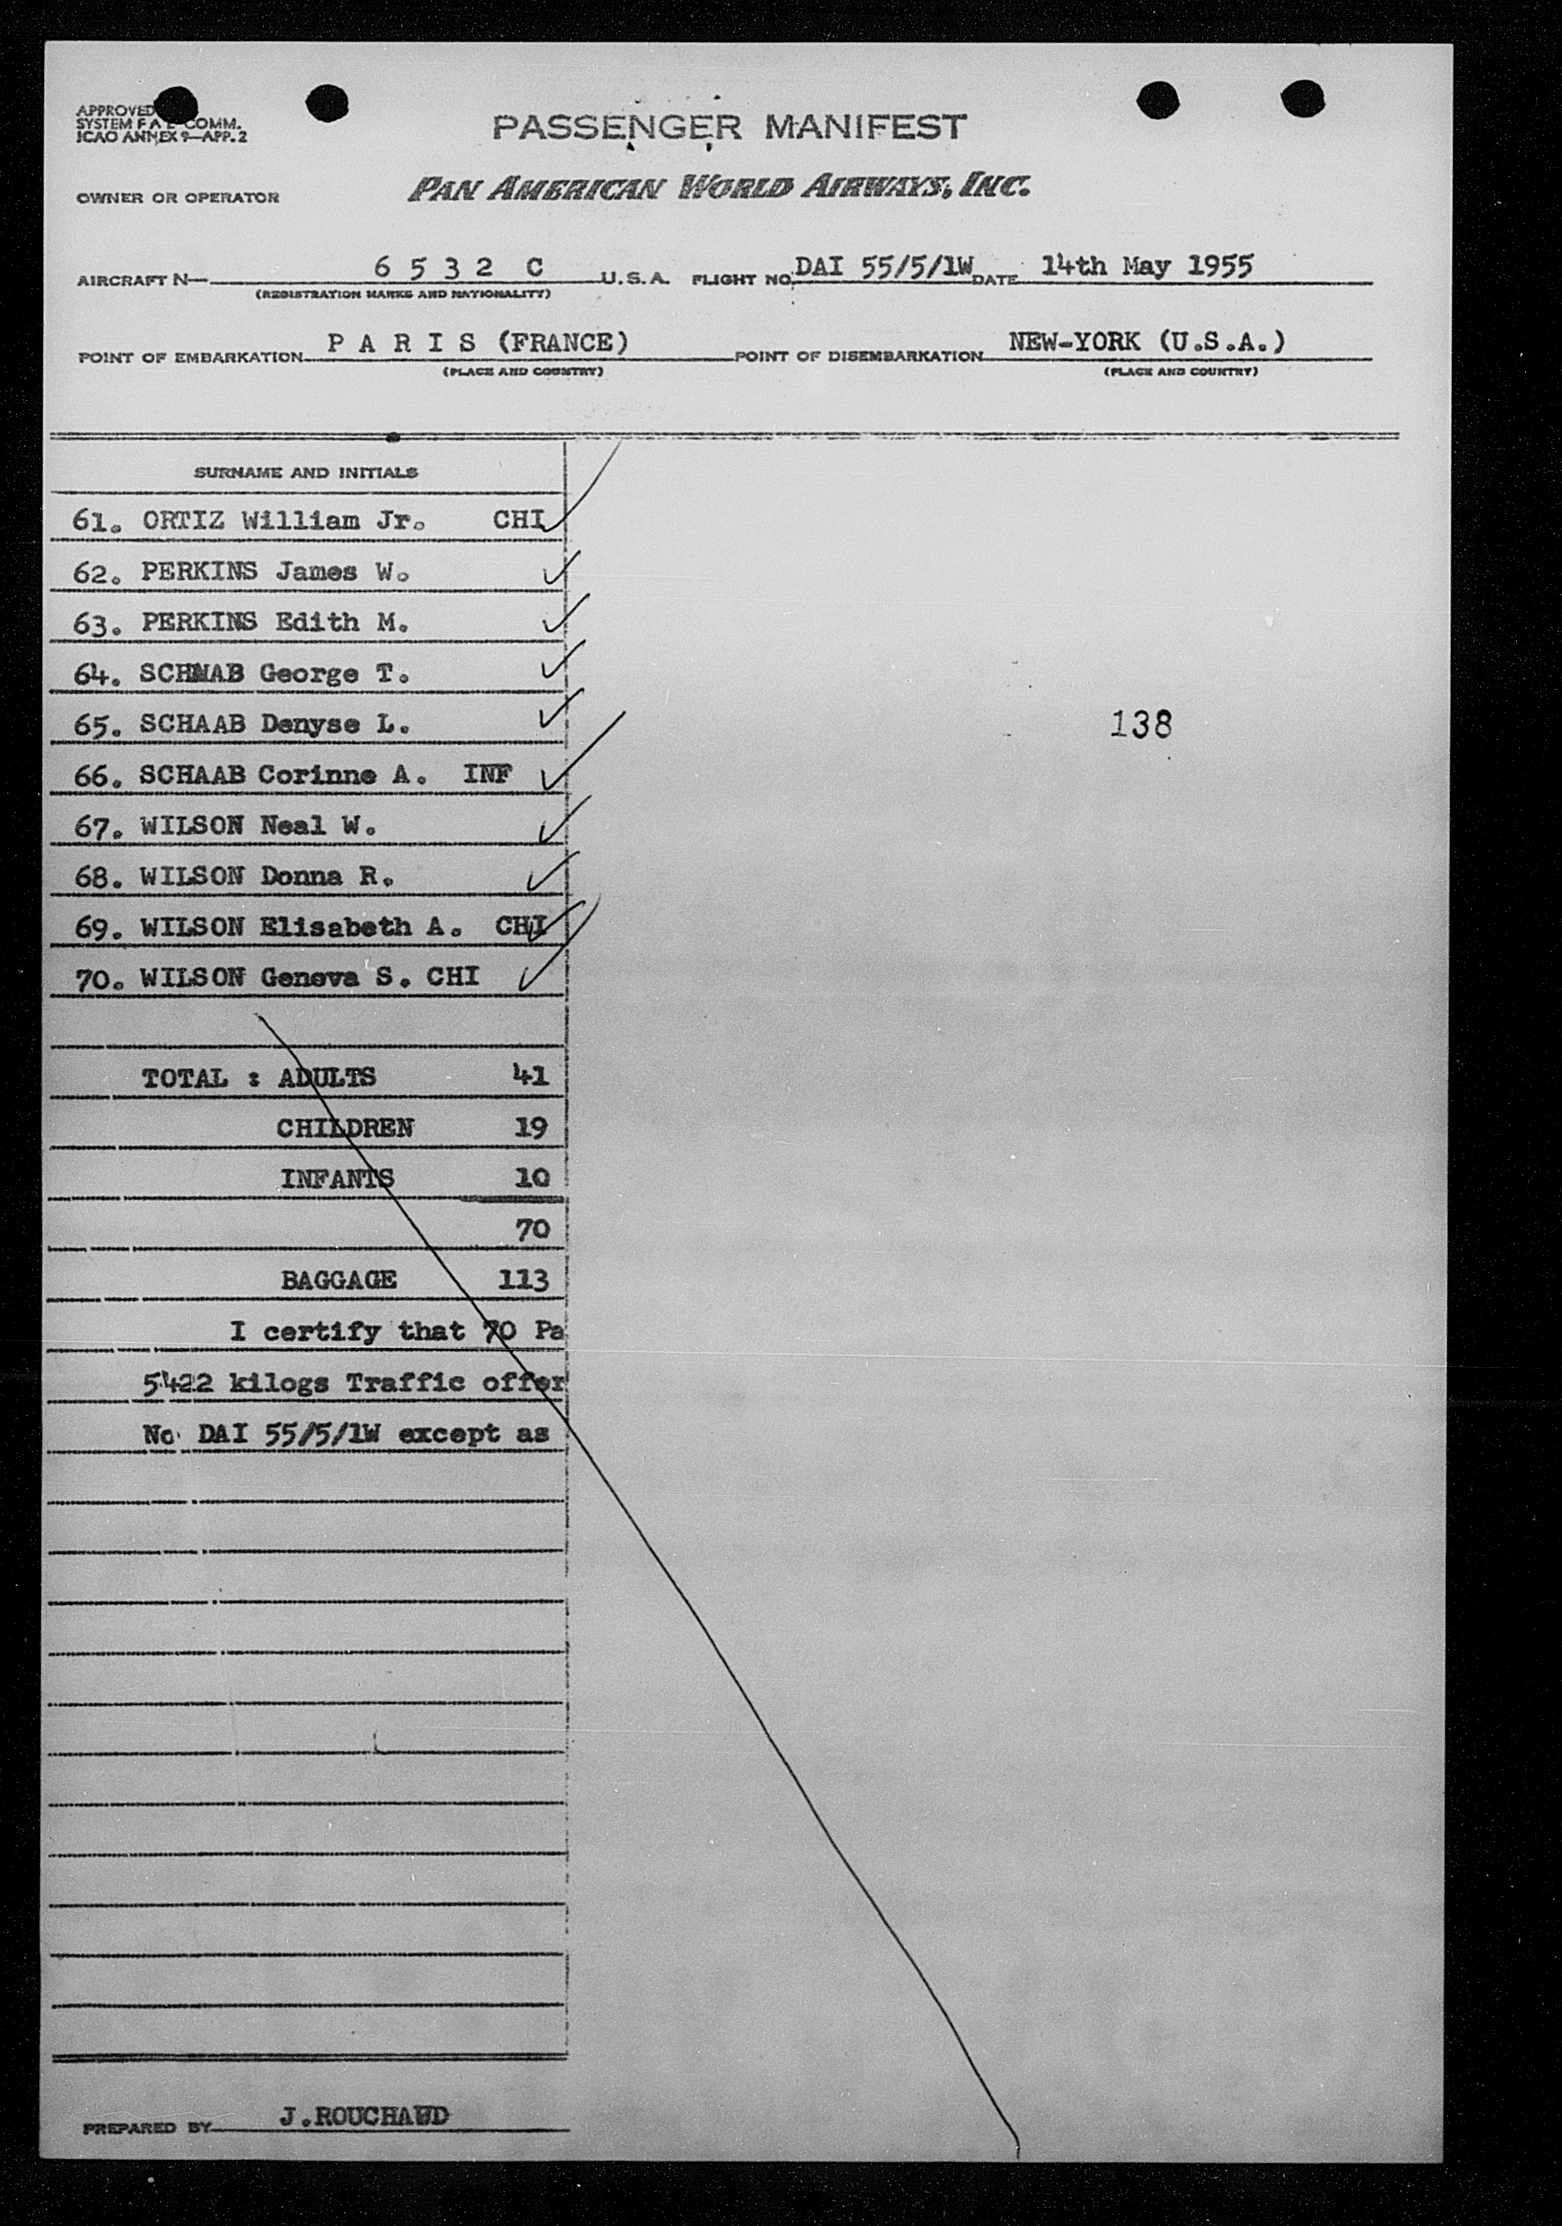 APPROVED
SYSTEM F A L COMM.
ICAO ANNEX 9—APP. 2
PASSENGER MANIFEST
OWNER OR OPERATOR PAN AMERICAN WORLD AIRWAYS, INC.
AIRCRAFT N— 6 5 3 2 C U.S.A. FLIGHT NO. DAI 55/5/1W DATE 14th May 1955
(REGISTRATION MARKS AND NATIONALITY)
POINT OF EMBARKATION P A R I S (FRANCE) POINT OF DISEMBARKATION NEW-YORK (U.S.A.)
(PLACE AND COUNTRY) (PLACE AND COUNTRY)
SURNAME AND INITIALS
61. ORTIZ William Jr. CHI
62. PERKINS James W.
63. PERKINS Edith M.
64. SCHAAB George T.
65. SCHAAB Denyse L.
138
66. SCHAAB Corinne A. INF
67. WILSON Neal W.
68. WILSON Donna R.
69. WILSON Elisabeth A. CHI
70. WILSON Geneva S. CHI
TOTAL : ADULTS 41
CHILDREN 19
INFANTS 10
70
BAGGAGE 113
I certify that 70 Pa
5422 kilogs Traffic offer
No DAI 55/5/1W except as
PREPARED BY J.ROUCHAUD